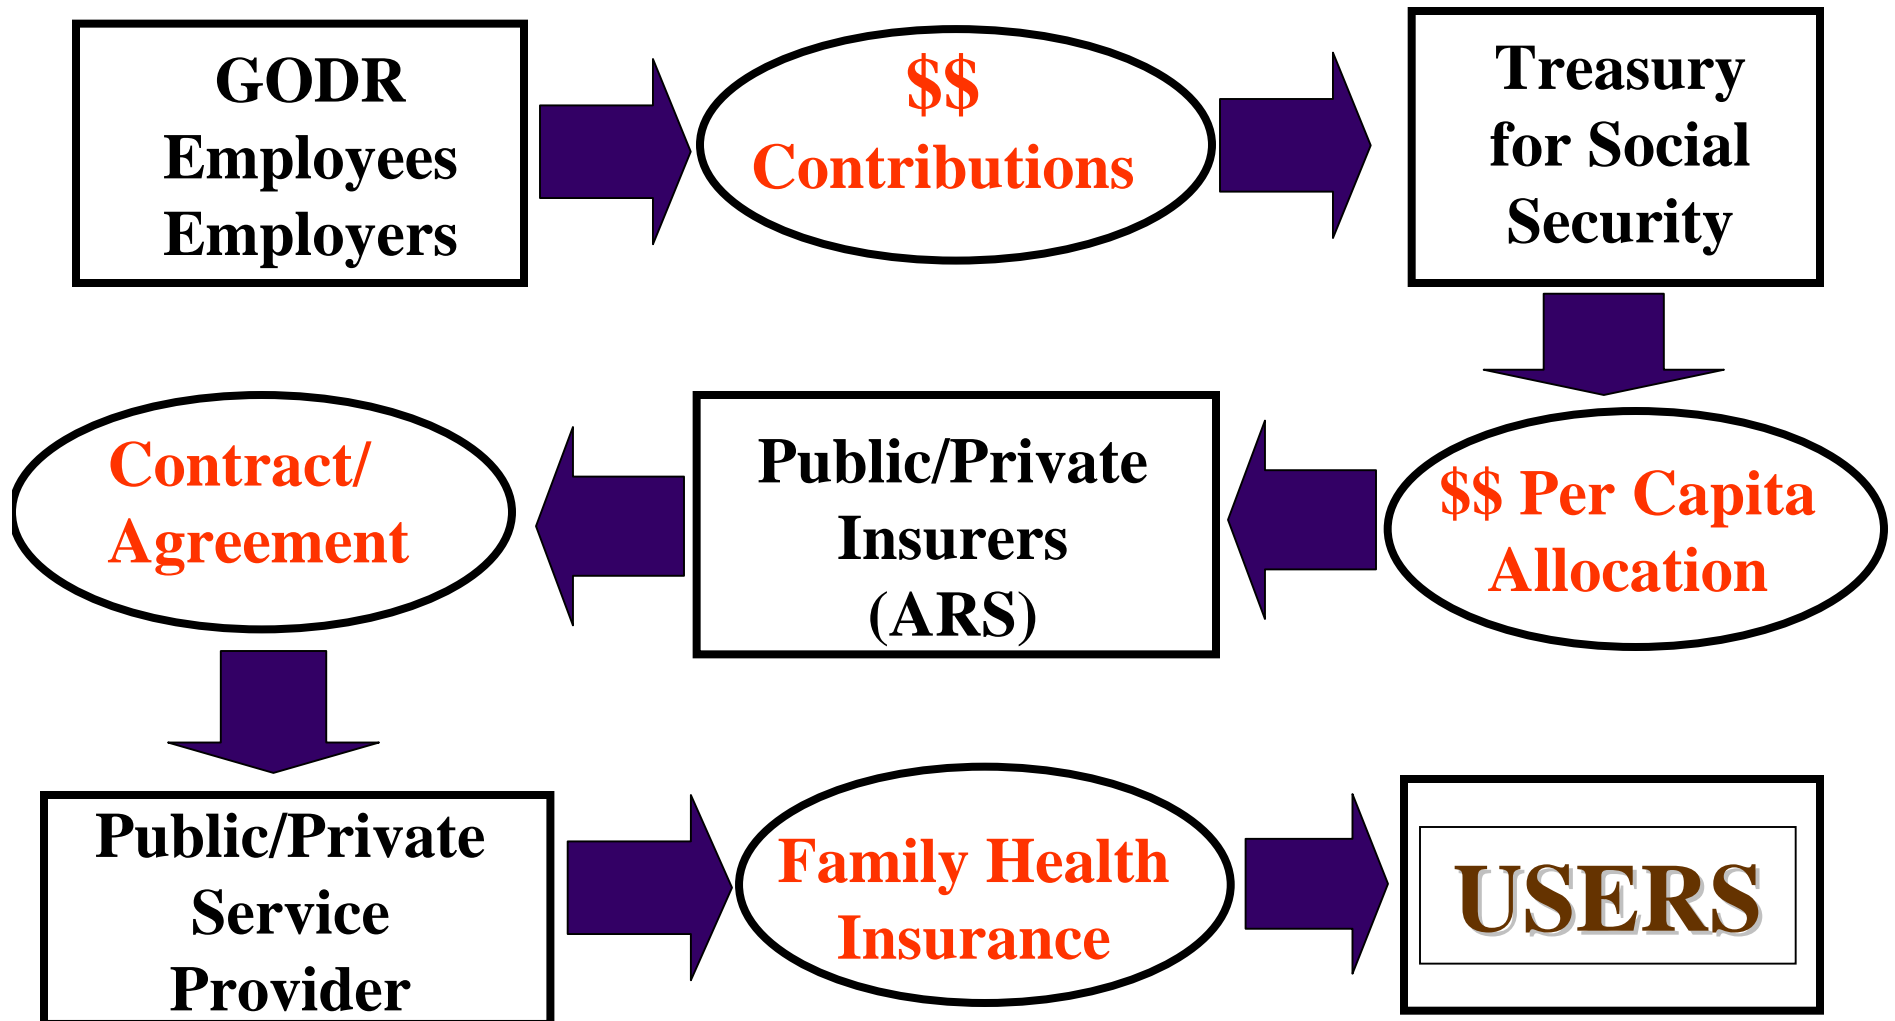 GODR
Employees
Employers
$$
Contributions
Treasury
for Social
Security
$$ Per Capita
Allocation
Public/Private
Insurers
(ARS)
Contract/
Agreement
Public/Private
Service
Provider
Family Health
Insurance
USERS